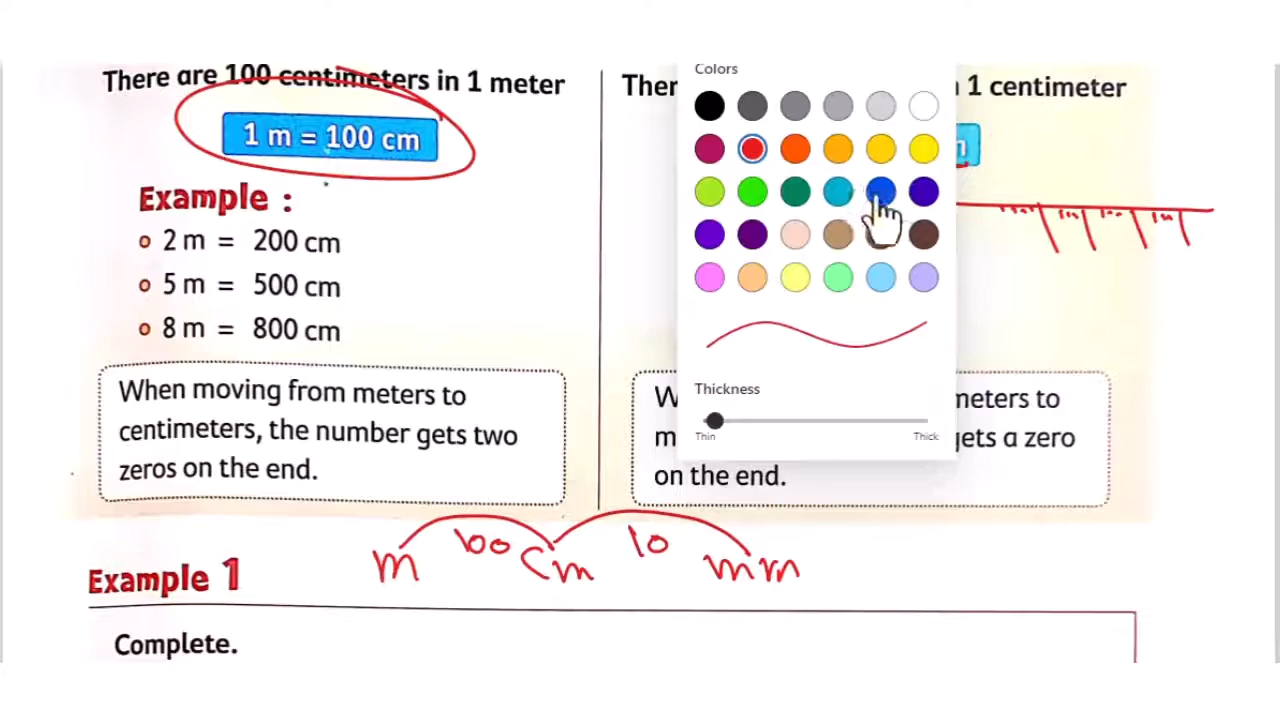 There are 100 centimeters in 1 meter
1 m = 100 cm
Example :
2 m = 200 cm
5 m = 500 cm
8 m = 800 cm
When moving from meters to
centimeters, the number gets two
zeros on the end.
1 centimeter
Colors
Thickness
Thin
Thick
meters to
gets a zero
on the end.
m 100 cm 10 mm
Example 1
Complete.